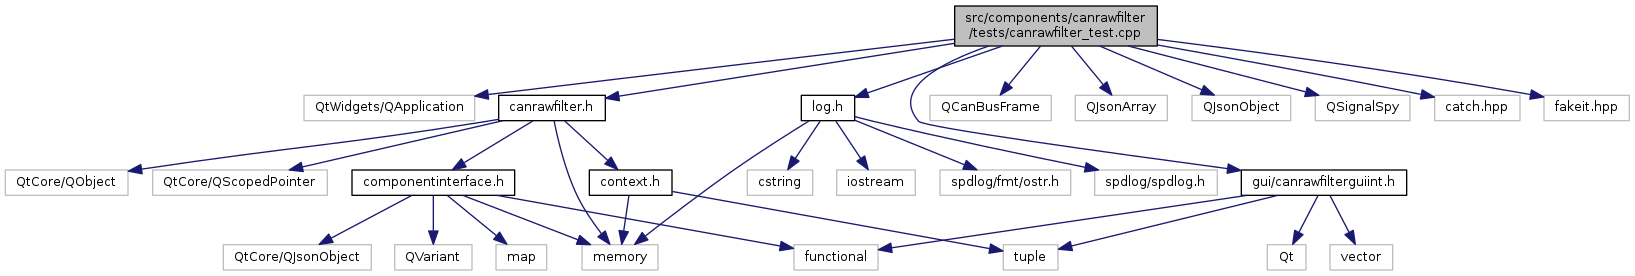 src/components/canrawfilter
/tests/canrawfilter_test.cpp
QtWidgets/QApplication
canrawfilter.h
log.h
QCanBusFrame
QJsonArray
QJsonObject
QSignalSpy
catch.hpp
fakeit.hpp
QtCore/QObject
QtCore/QScopedPointer
componentinterface.h
context.h
cstring
iostream
spdlog/fmt/ostr.h
spdlog/spdlog.h
gui/canrawfilterguiint.h
QtCore/QJsonObject
QVariant
map
memory
functional
tuple
Qt
vector